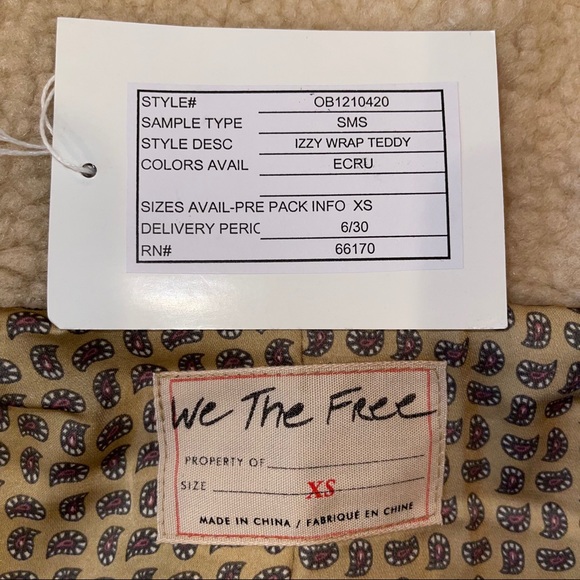 STYLE# OB1210420
SAMPLE TYPE SMS
STYLE DESC IZZY WRAP TEDDY
COLORS AVAIL ECRU
SIZES AVAIL-PRE PACK INFO XS
DELIVERY PERIC 6/30
RN# 66170
We The Free
PROPERTY OF
SIZE XS
MADE IN CHINA / FABRIQUÉ EN CHINE